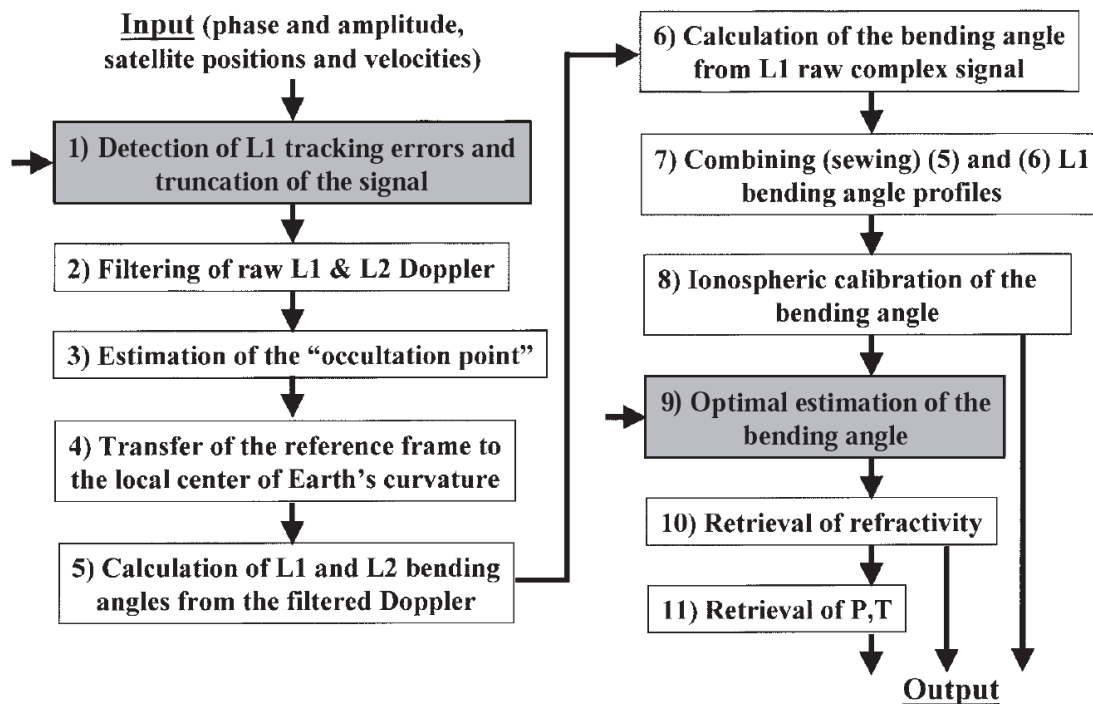 Input (phase and amplitude,
satellite positions and velocities)
1) Detection of L1 tracking errors and
truncation of the signal
2) Filtering of raw L1 & L2 Doppler
3) Estimation of the “occultation point”
4) Transfer of the reference frame to
the local center of Earth’s curvature
5) Calculation of L1 and L2 bending
angles from the filtered Doppler
6) Calculation of the bending angle
from L1 raw complex signal
7) Combining (sewing) (5) and (6) L1
bending angle profiles
8) Ionospheric calibration of the
bending angle
9) Optimal estimation of the
bending angle
10) Retrieval of refractivity
11) Retrieval of P,T
Output